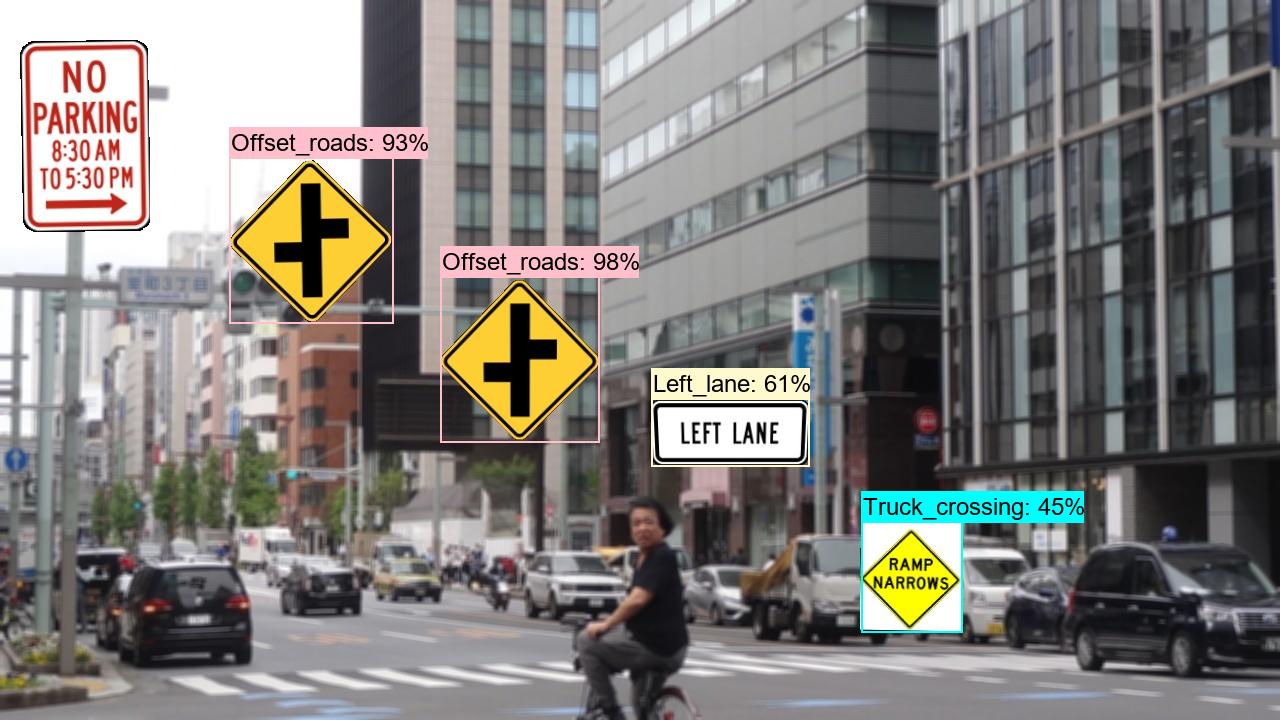 NO
PARKING
8:30 AM
TO 5:30 PM
Offset_roads: 93%
Offset_roads: 98%
Left_lane: 61%
LEFT LANE
Truck_crossing: 45%
RAMP
NARROWS